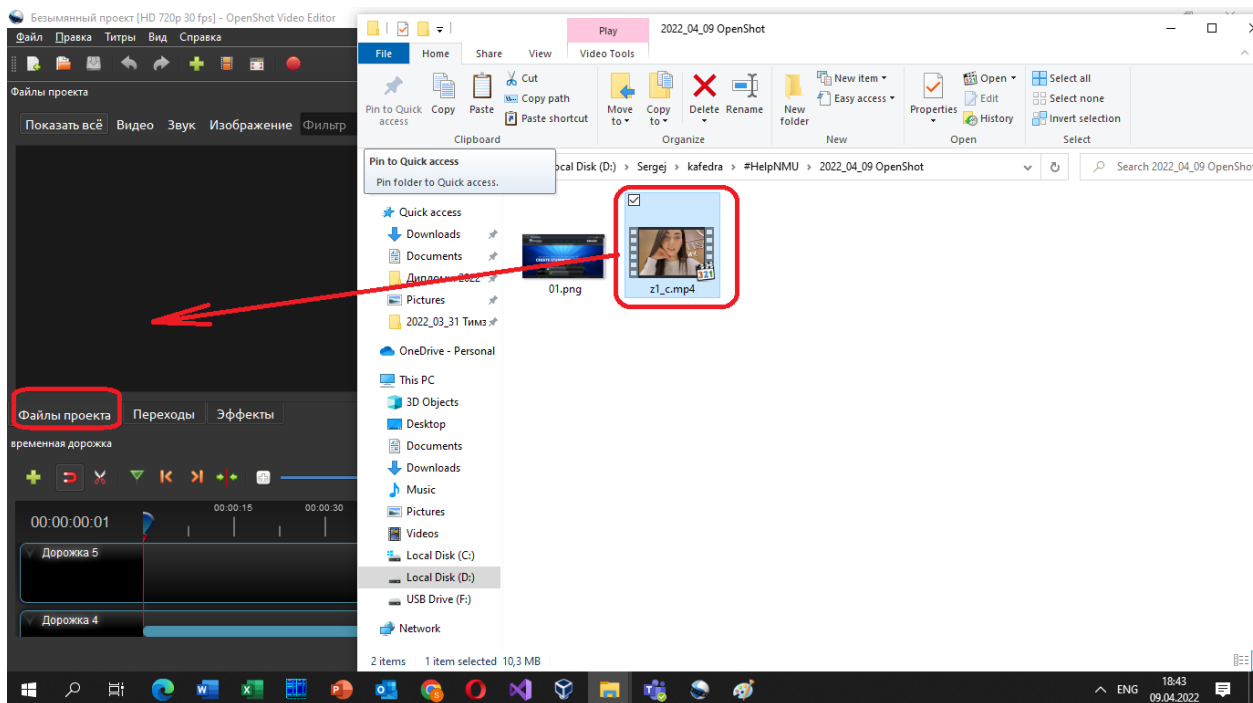 Безымянный проект [HD 720p 30 fps] - OpenShot Video Editor
Файл Правка Титры Вид Справка
Файлы проекта
Показать всё Видео Звук Изображение Фильтр
Файлы проекта Переходы Эффекты
временная дорожка
00:00:15 00:00:30
00:00:00:01
Дорожка 5
Дорожка 4
Play 2022_04_09 OpenShot
File Home Share View Video Tools
Pin to Quick access
Copy
Paste
Cut
Copy path
Paste shortcut
Clipboard
Move to
Copy to
Delete
Rename
Organize
New folder
New item
Easy access
New
Properties
Open
Edit
History
Open
Select all
Select none
Invert selection
Select
Pin to Quick access
Pin folder to Quick access.
ocal Disk (D:) › Sergej › kafedra › #HelpNMU › 2022_04_09 OpenShot
Search 2022_04_09 OpenSho
Quick access
Downloads
Documents
2022
Pictures
2022_03_31 Тимз
OneDrive - Personal
This PC
3D Objects
Desktop
Documents
Downloads
Music
Pictures
Videos
Local Disk (C:)
Local Disk (D:)
USB Drive (F:)
Network
01.png
z1_c.mp4
321
2 items 1 item selected 10,3 MB
ENG
18:43
09.04.2022